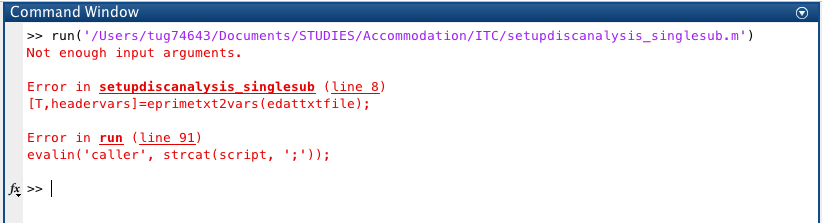 Command Window
>> run('/Users/tug74643/Documents/STUDIES/Accommodation/ITC/setupdiscanalysis_singlesub.m')
Not enough input arguments.
Error in setupdiscanalysis_singlesub (line 8)
[T,headervars]=eprimetxt2vars(edattxtfile);
Error in run (line 91)
evalin('caller', strcat(script, ';'));
fx >>